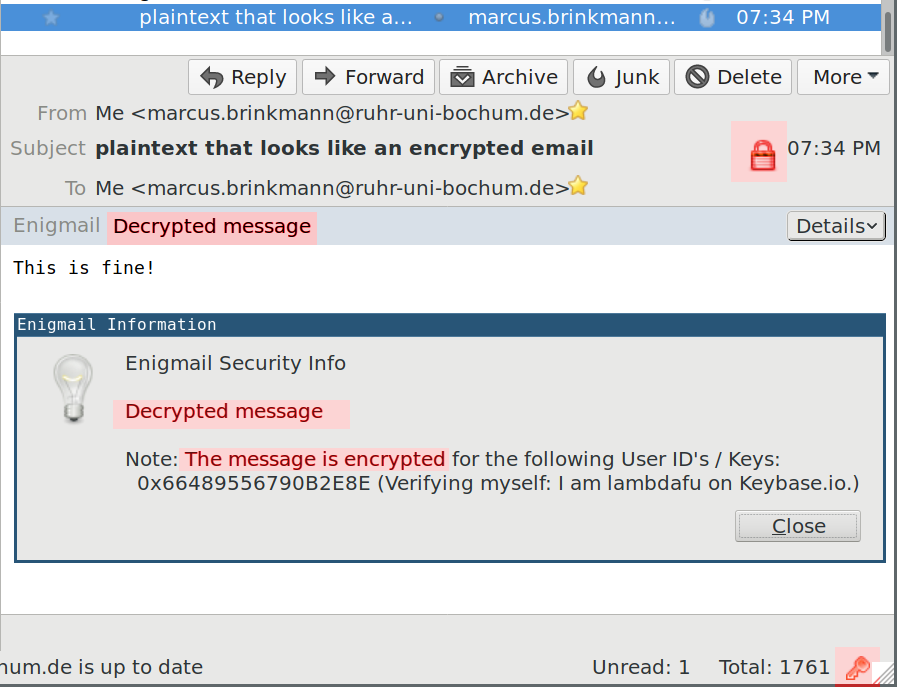 plaintext that looks like a... marcus.brinkmann... 07:34 PM
Reply Forward Archive Junk Delete More
From Me <marcus.brinkmann@ruhr-uni-bochum.de>
Subject plaintext that looks like an encrypted email 07:34 PM
To Me <marcus.brinkmann@ruhr-uni-bochum.de>
Enigmail Decrypted message Details
This is fine!
Enigmail Information
Enigmail Security Info
Decrypted message
Note: The message is encrypted for the following User ID's / Keys:
0x66489556790B2E8E (Verifying myself: I am lambdafu on Keybase.io.)
Close
hum.de is up to date Unread: 1 Total: 1761